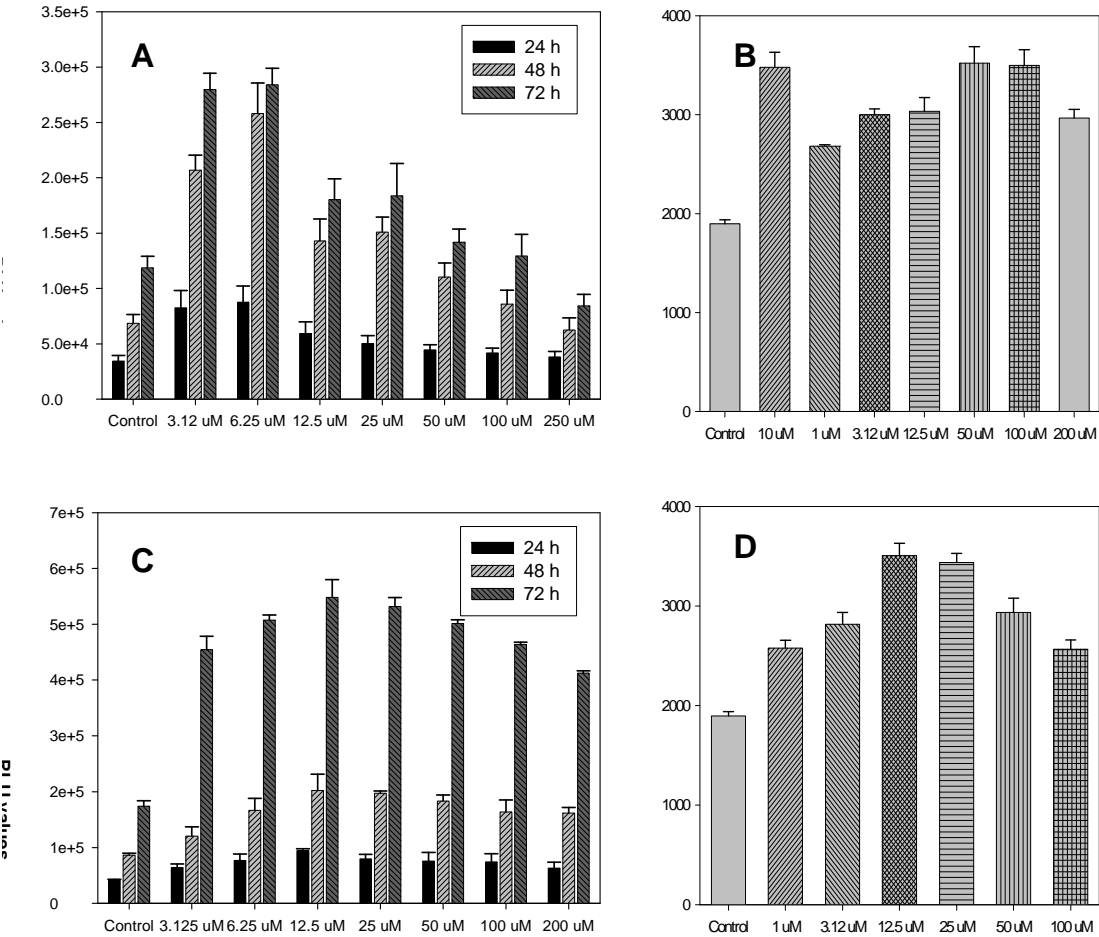 3.5e+5
3.0e+5
2.5e+5
2.0e+5
1.5e+5
1.0e+5
5.0e+4
0.0
A
24 h
48 h
72 h
Control 3.12 uM 6.25 uM 12.5 uM 25 uM 50 uM 100 uM 250 uM
4000
3000
2000
1000
0
B
Control 10 uM 1 uM 3.12 uM 12.5 uM 50 uM 100 uM 200 uM
7e+5
6e+5
5e+5
4e+5
3e+5
2e+5
1e+5
0
C
24 h
48 h
72 h
Control 3.125 uM 6.25 uM 12.5 uM 25 uM 50 uM 100 uM 200 uM
4000
3000
2000
1000
0
D
Control 1 uM 3.12 uM 12.5 uM 25 uM 50 uM 100 uM